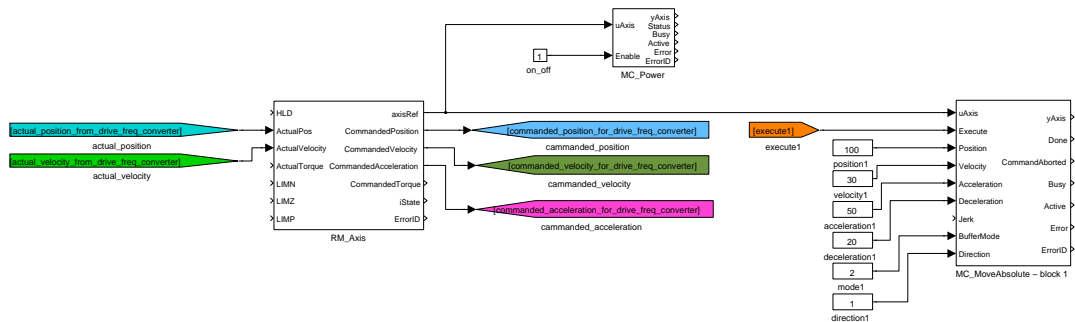 uAxis
Enable
yAxis
Status
Busy
Active
Error
ErrorID
MC_Power
1
on_off
[actual_position_from_drive_freq_converter]
actual_position
[actual_velocity_from_drive_freq_converter]
actual_velocity
HLD
ActualPos
ActualVelocity
ActualTorque
LIMN
LIMZ
LIMP
axisRef
CommandedPosition
CommandedVelocity
CommandedAcceleration
CommandedTorque
iState
ErrorID
RM_Axis
[commanded_position_for_drive_freq_converter]
cammanded_position
[commanded_velocity_for_drive_freq_converter]
cammanded_velocity
[commanded_acceleration_for_drive_freq_converter]
cammanded_acceleration
[execute1]
execute1
100
position1
30
velocity1
50
acceleration1
20
deceleration1
2
mode1
1
direction1
uAxis
Execute
Position
Velocity
Acceleration
Deceleration
Jerk
BufferMode
Direction
yAxis
Done
CommandAborted
Busy
Active
Error
ErrorID
MC_MoveAbsolute – block 1